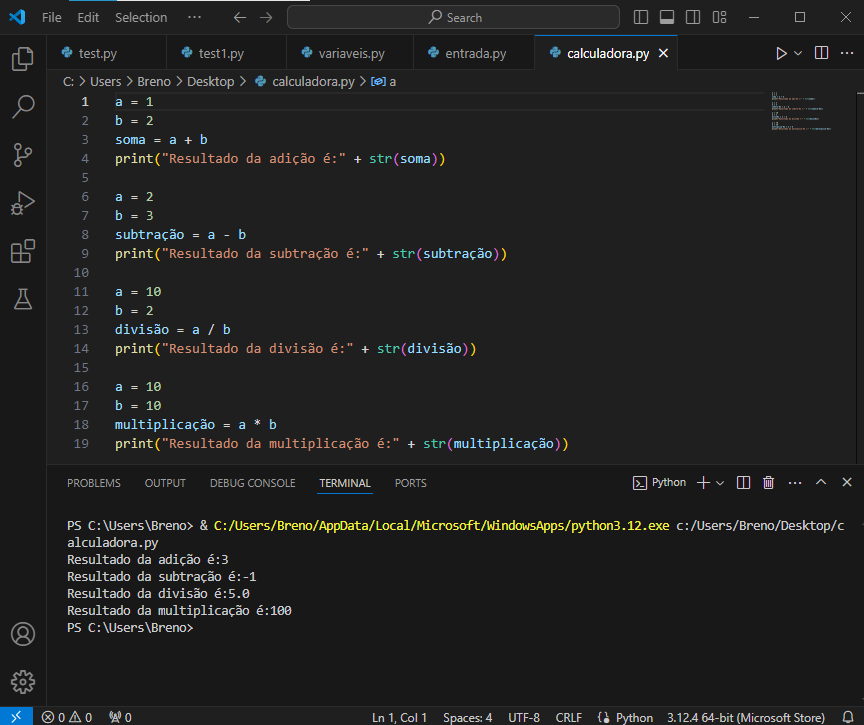 File Edit Selection ··· Search
test.py test1.py variaveis.py entrada.py calculadora.py
C: > Users > Breno > Desktop > calculadora.py > a
1 a = 1
2 b = 2
3 soma = a + b
4 print("Resultado da adição é:" + str(soma))
5
6 a = 2
7 b = 3
8 subtração = a - b
9 print("Resultado da subtração é:" + str(subtração))
10
11 a = 10
12 b = 2
13 divisão = a / b
14 print("Resultado da divisão é:" + str(divisão))
15
16 a = 10
17 b = 10
18 multiplicação = a * b
19 print("Resultado da multiplicação é:" + str(multiplicação))
PROBLEMS OUTPUT DEBUG CONSOLE TERMINAL PORTS Python
PS C:\Users\Breno> & C:/Users/Breno/AppData/Local/Microsoft/WindowsApps/python3.12.exe c:/Users/Breno/Desktop/c
alculadora.py
Resultado da adição é:3
Resultado da subtração é:-1
Resultado da divisão é:5.0
Resultado da multiplicação é:100
PS C:\Users\Breno>
0 0 0 Ln 1, Col 1 Spaces: 4 UTF-8 CRLF Python 3.12.4 64-bit (Microsoft Store)